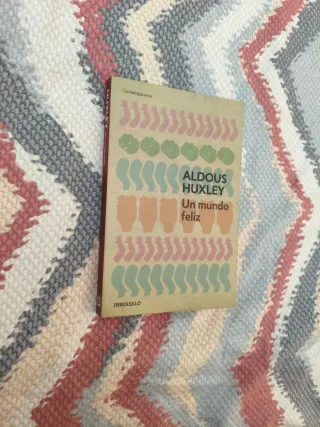 Contemporánea
ALDOUS
HUXLEY
Un mundo
feliz
DEBOLS!LLO